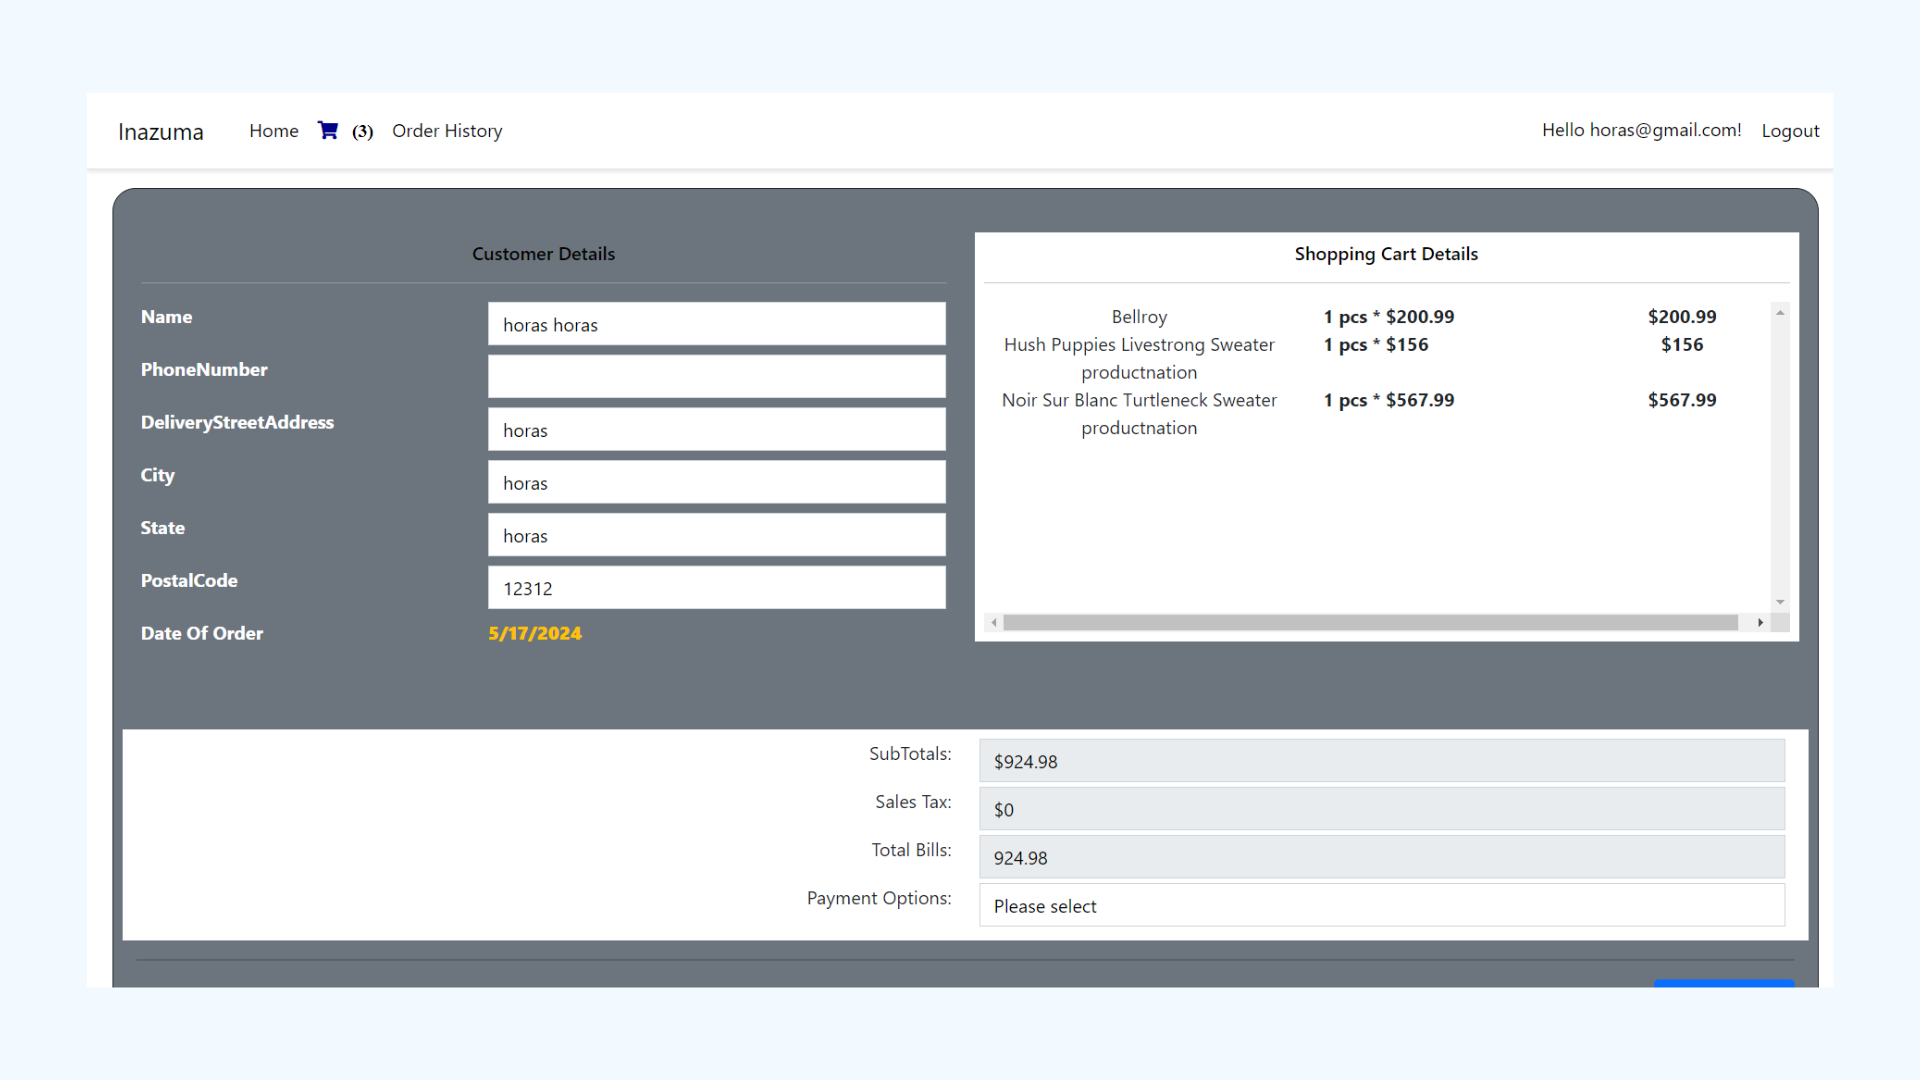 Inazuma Home (3) Order History Hello horas@gmail.com! Logout
Customer Details
Name horas horas
PhoneNumber
DeliveryStreetAddress horas
City horas
State horas
PostalCode 12312
Date Of Order 5/17/2024
Shopping Cart Details
Bellroy 1 pcs * $200.99 $200.99
Hush Puppies Livestrong Sweater 1 pcs * $156 $156
productnation
Noir Sur Blanc Turtleneck Sweater 1 pcs * $567.99 $567.99
productnation
SubTotals: $924.98
Sales Tax: $0
Total Bills: 924.98
Payment Options: Please select